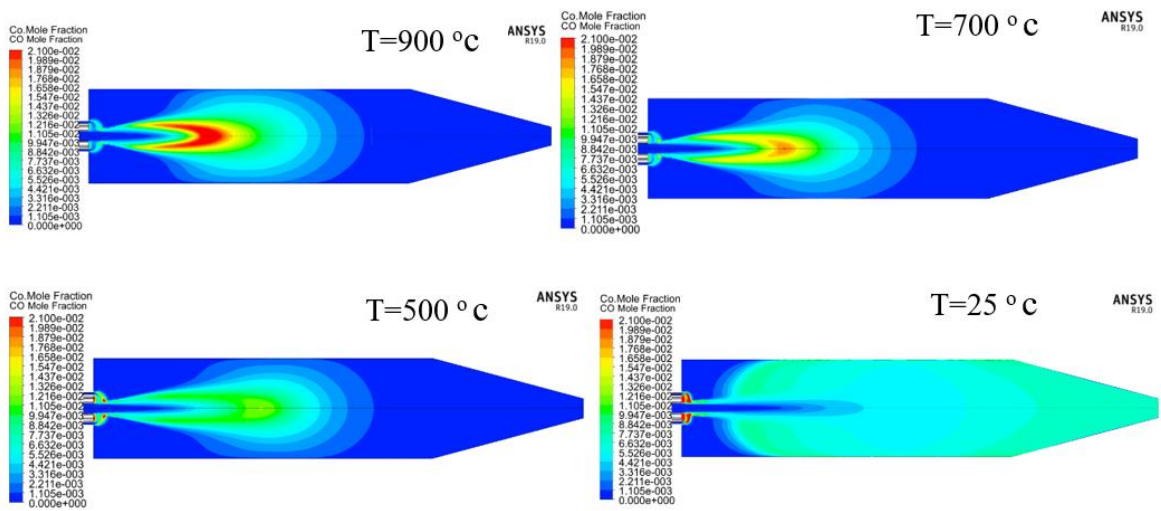 T=900 °c
ANSYS
R19.0
Co.Mole Fraction
CO Mole Fraction
2.100e-002
1.989e-002
1.879e-002
1.768e-002
1.658e-002
1.547e-002
1.437e-002
1.326e-002
1.216e-002
1.105e-002
9.947e-003
8.842e-003
7.737e-003
6.632e-003
5.526e-003
4.421e-003
3.316e-003
2.211e-003
1.105e-003
0.000e+000
T=700 °c
ANSYS
R19.0
Co.Mole Fraction
CO Mole Fraction
2.100e-002
1.989e-002
1.879e-002
1.768e-002
1.658e-002
1.547e-002
1.437e-002
1.326e-002
1.216e-002
1.105e-002
9.947e-003
8.842e-003
7.737e-003
6.632e-003
5.526e-003
4.421e-003
3.316e-003
2.211e-003
1.105e-003
0.000e+000
T=500 °c
ANSYS
R19.0
Co.Mole Fraction
CO Mole Fraction
2.100e-002
1.989e-002
1.879e-002
1.768e-002
1.658e-002
1.547e-002
1.437e-002
1.326e-002
1.216e-002
1.105e-002
9.947e-003
8.842e-003
7.737e-003
6.632e-003
5.526e-003
4.421e-003
3.316e-003
2.211e-003
1.105e-003
0.000e+000
T=25 °c
ANSYS
R19.0
Co.Mole Fraction
CO Mole Fraction
2.100e-002
1.989e-002
1.879e-002
1.768e-002
1.658e-002
1.547e-002
1.437e-002
1.326e-002
1.216e-002
1.105e-002
9.947e-003
8.842e-003
7.737e-003
6.632e-003
5.526e-003
4.421e-003
3.316e-003
2.211e-003
1.105e-003
0.000e+000